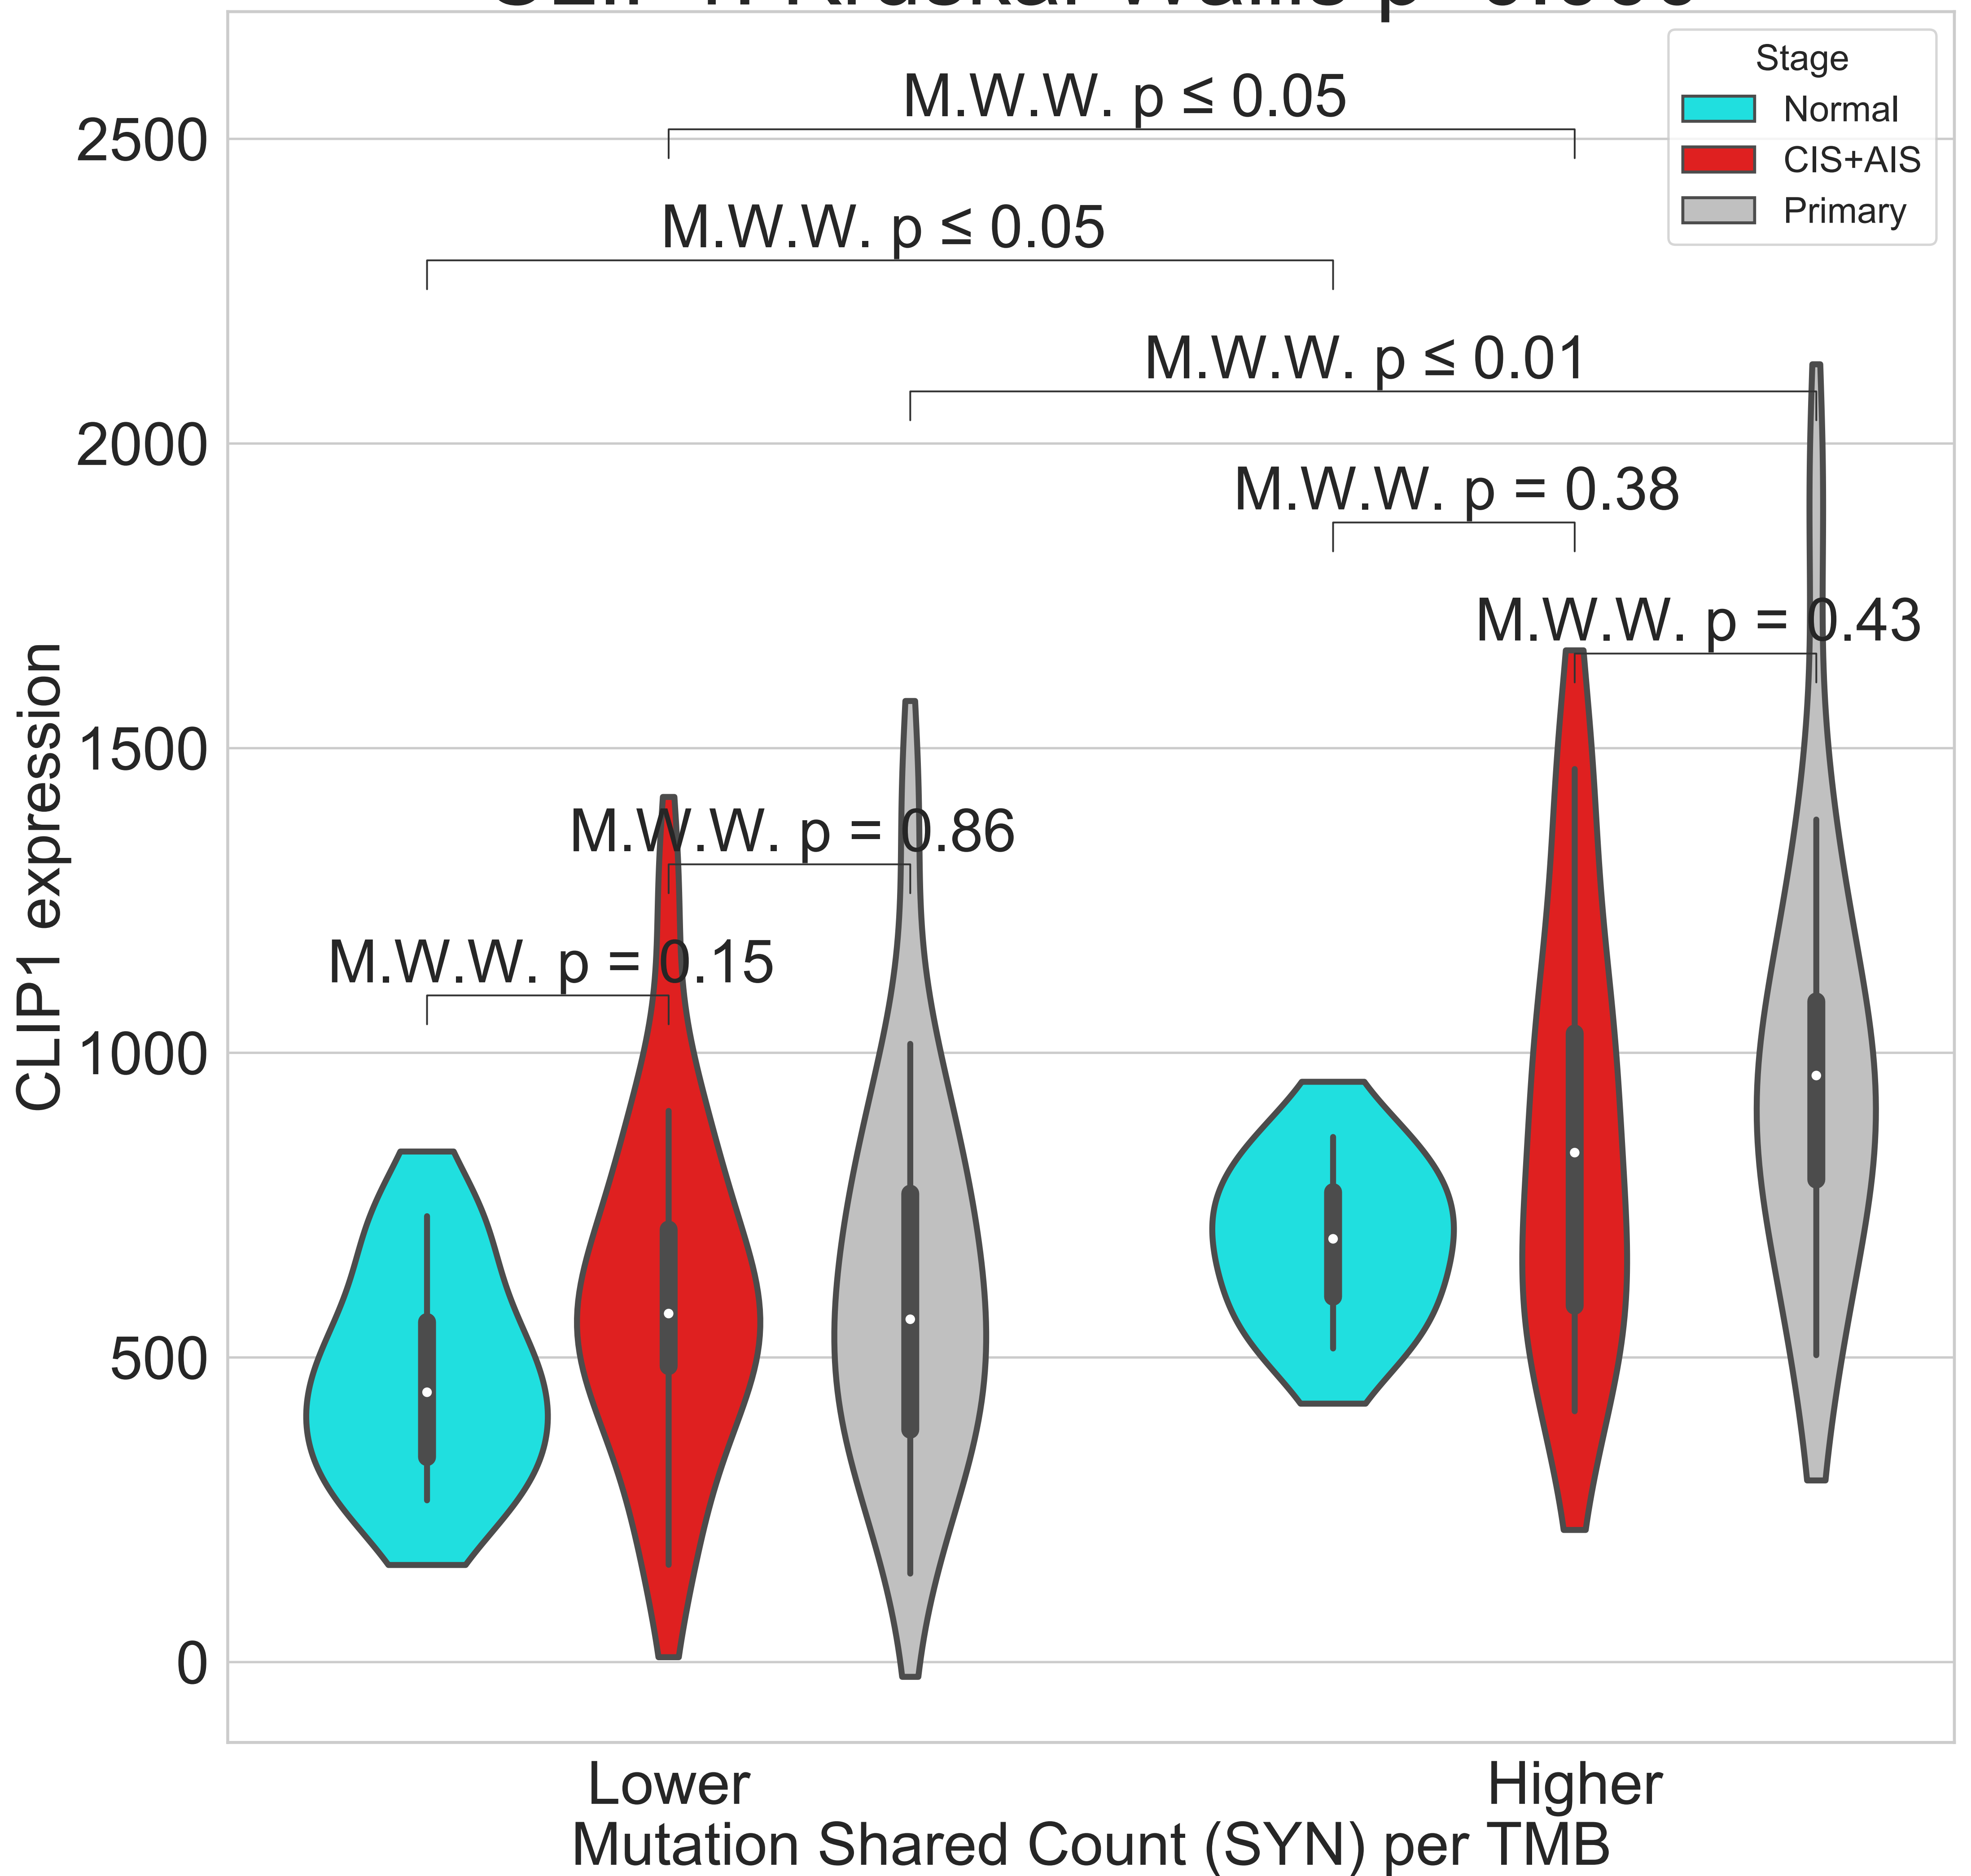 Stage
Normal
CIS+AIS
Primary
M.W.W. p ≤ 0.05
M.W.W. p ≤ 0.05
M.W.W. p ≤ 0.01
M.W.W. p = 0.38
M.W.W. p = 0.43
M.W.W. p = 0.86
M.W.W. p = 0.15
2500
2000
1500
1000
500
0
CLIP1 expression
Lower
Higher
Mutation Shared Count (SYN) per TMB